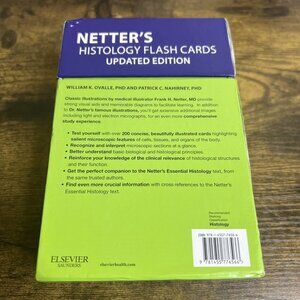 NETTER'S
HISTOLOGY FLASH CARDS
UPDATED EDITION
WILLIAM K. OVALLE, PHD AND PATRICK C. NAHIRNEY, PHD
Classic illustrations by medical illustrator Frank H. Netter, MD provide
strong visual aids and memorable diagrams to facilitate learning. In addition
to Dr. Netter's famous illustrations, you'll get extensive additional images,
including light and electron micrographs, for an even more comprehensive
study experience.
• Test yourself with over 200 concise, beautifully illustrated cards highlighting
salient microscopic features of cells, tissues, and organs of the body.
• Recognize and interpret microscopic sections at a glance.
• Better understand basic biological and histological principles.
• Reinforce your knowledge of the clinical relevance of histological structures
and their function.
• Get the perfect companion to the Netter's Essential Histology text, from
the same trusted authors.
• Find even more crucial information with cross references to the Netter's
Essential Histology text.
Recommended
Shelving
Classification
Histology
ELSEVIER
SAUNDERS
elsevierhealth.com